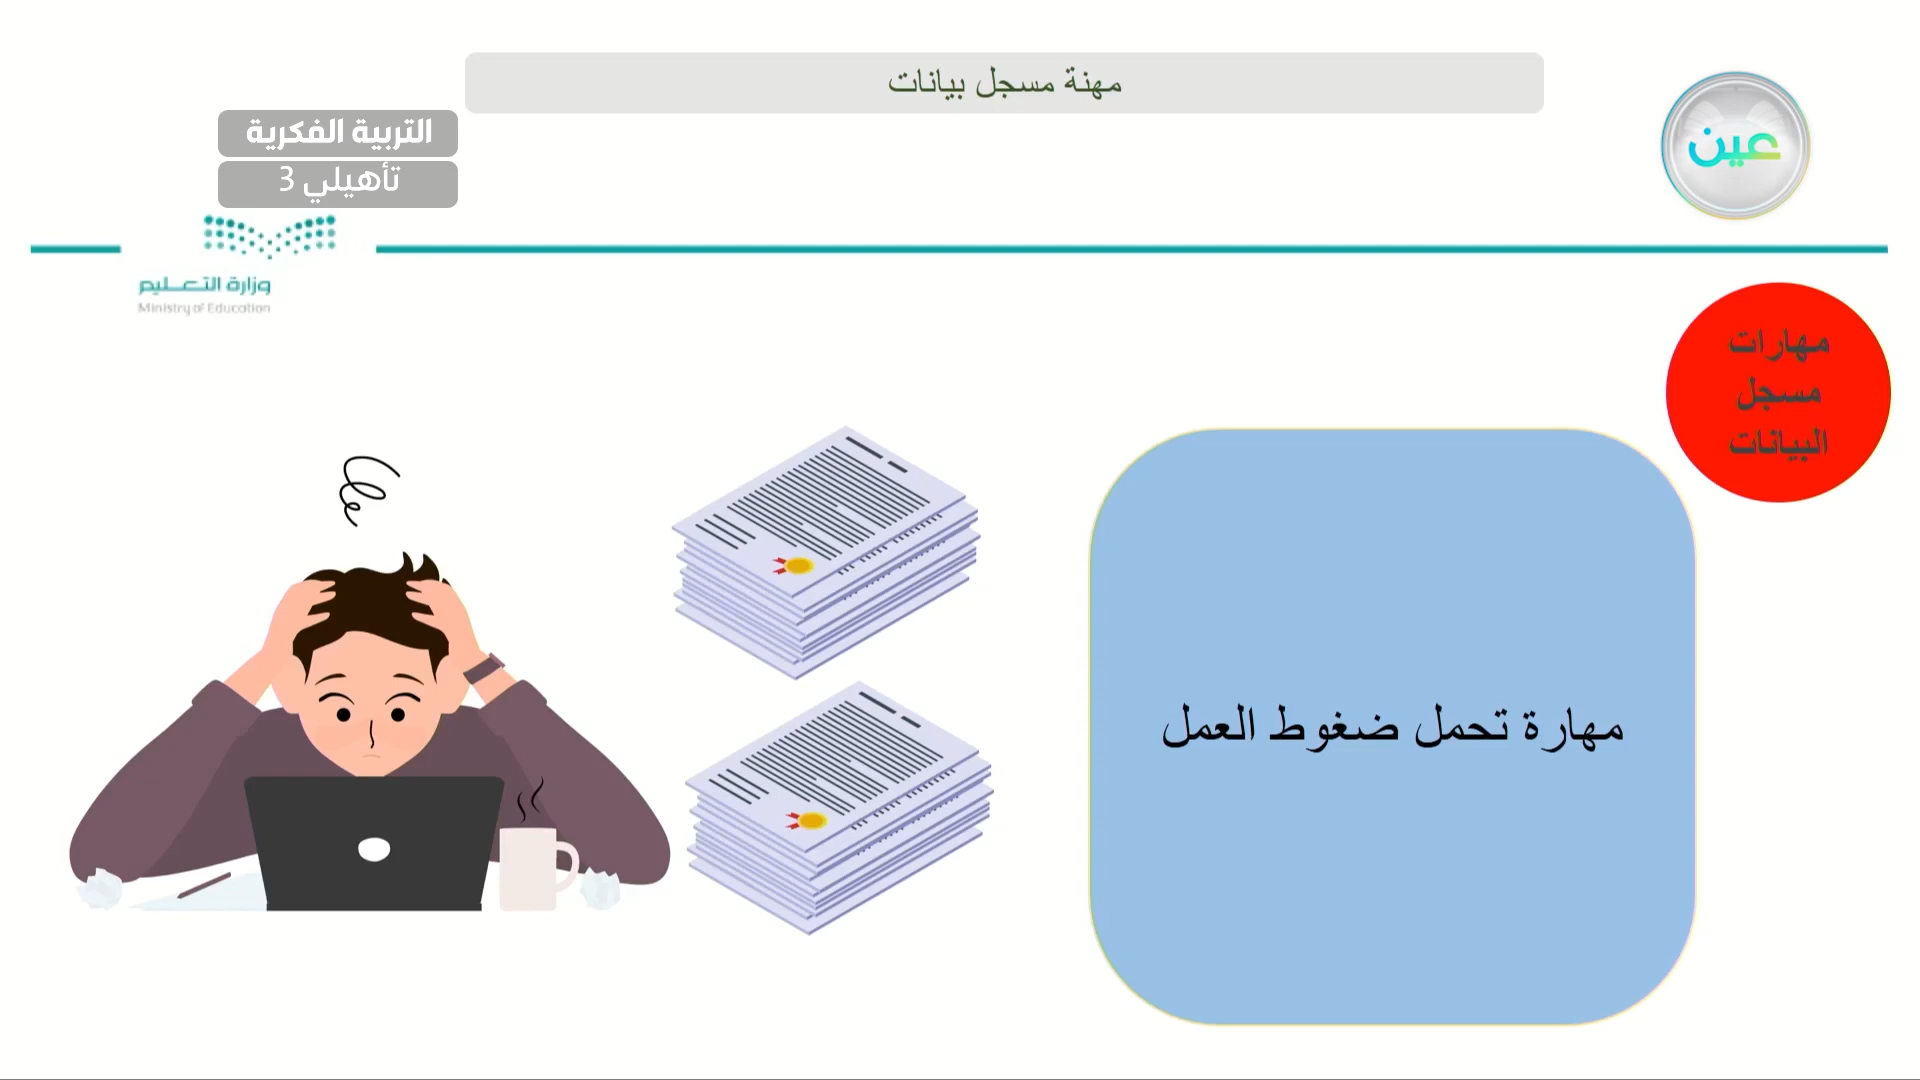 مهنة مسجل بيانات
عين
التربية الفكرية
تأهيلي 3
وزارة التعليم
Ministry of Education
مهارات
مسجل
البيانات
مهارة تحمل ضغوط العمل